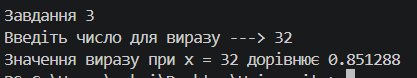 Завдання 3
Введіть число для виразу ---> 32
Значення виразу при x = 32 дорівнює 0.851288